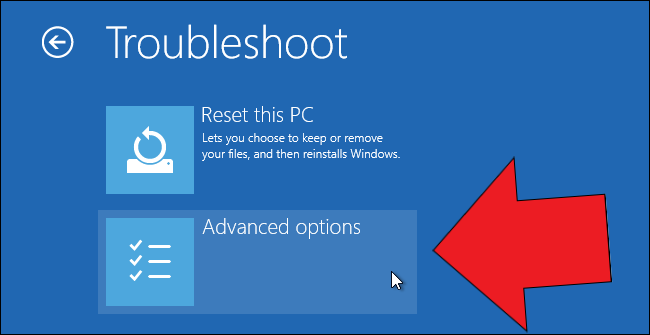 Troubleshoot
Reset this PC
Lets you choose to keep or remove
your files, and then reinstalls Windows.
Advanced options